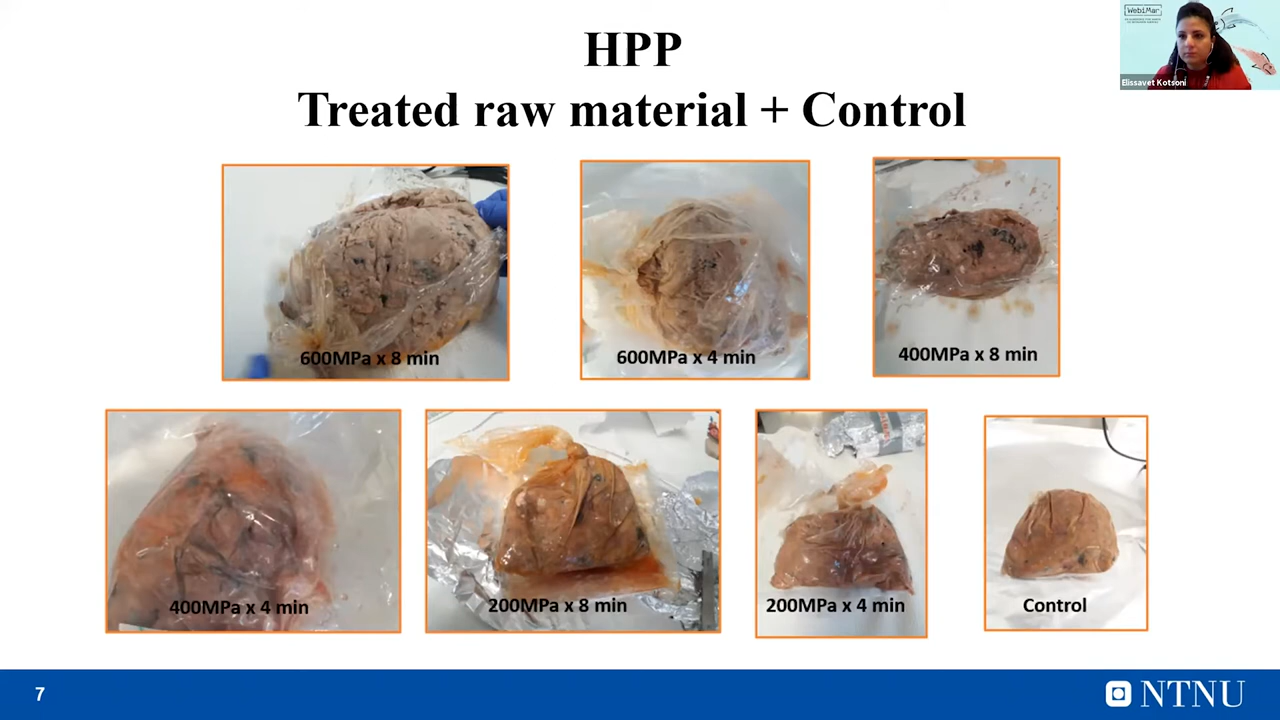 HPP
Treated raw material + Control
WebiMar
Elissavet Kotsoni
600MPa x 8 min
600MPa x 4 min
400MPa x 8 min
400MPa x 4 min
200MPa x 8 min
200MPa x 4 min
Control
7
NTNU